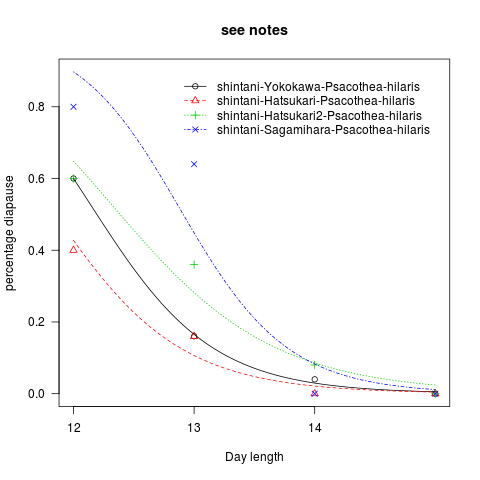 see notes
shintani-Yokokawa-Psacothea-hilaris
shintani-Hatsukari-Psacothea-hilaris
shintani-Hatsukari2-Psacothea-hilaris
shintani-Sagamihara-Psacothea-hilaris
percentage diapause
0.8
0.6
0.4
0.2
0.0
12 13 14
Day length